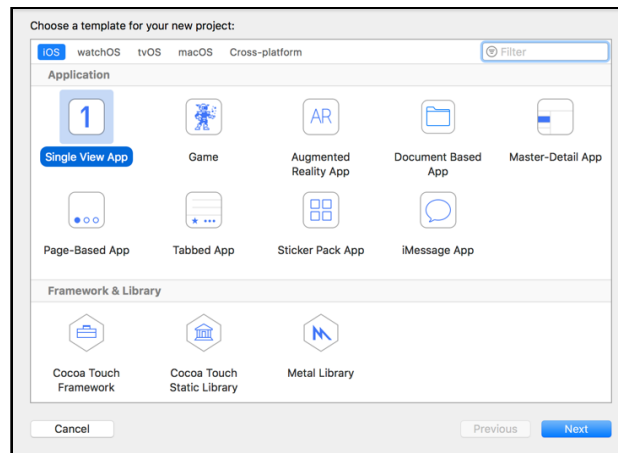 Choose a template for your new project:
iOS watchOS tvOS macOS Cross-platform Filter
Application
1 AR
Single View App Game Augmented Reality App Document Based App Master-Detail App
Page-Based App Tabbed App Sticker Pack App iMessage App
Framework & Library
Cocoa Touch Framework Cocoa Touch Static Library Metal Library
Cancel Previous Next